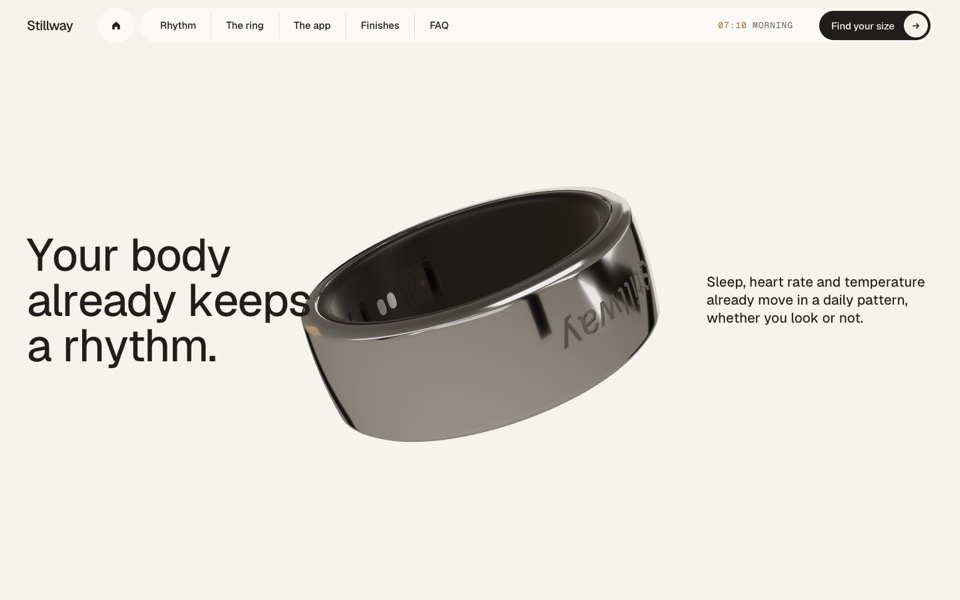 Stillway
Rhythm
The ring
The app
Finishes
FAQ
07:10 MORNING
Find your size
Your body
already keeps
a rhythm.
Sleep, heart rate and temperature
already move in a daily pattern,
whether you look or not.
Stillway